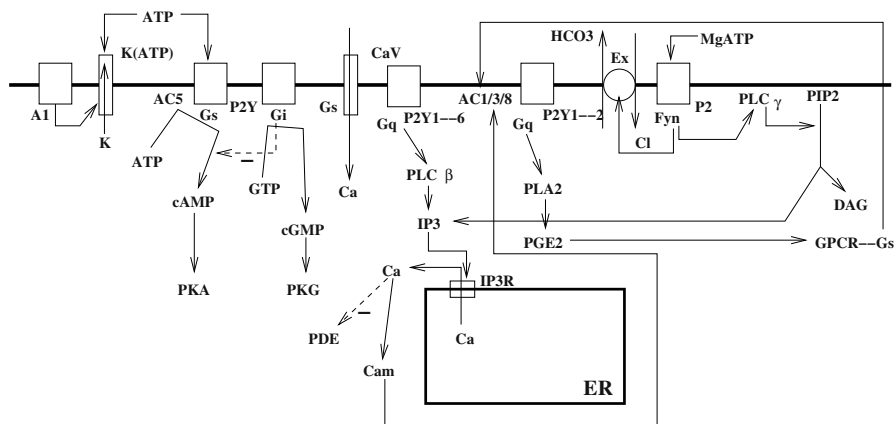 ATP
K(ATP)
CaV
HCO3
Ex
MgATP
A1
K
AC5
Gs
P2Y
Gi
Gs
Gq
P2Y1--6
AC1/3/8
Gq
P2Y1--2
Cl
Fyn
P2
PLC γ
PIP2
ATP
–
GTP
Ca
PLC β
PLA2
cAMP
DAG
cGMP
IP3
PGE2
GPCR--Gs
PKA
PKG
Ca
IP3R
–
PDE
Ca
Cam
ER